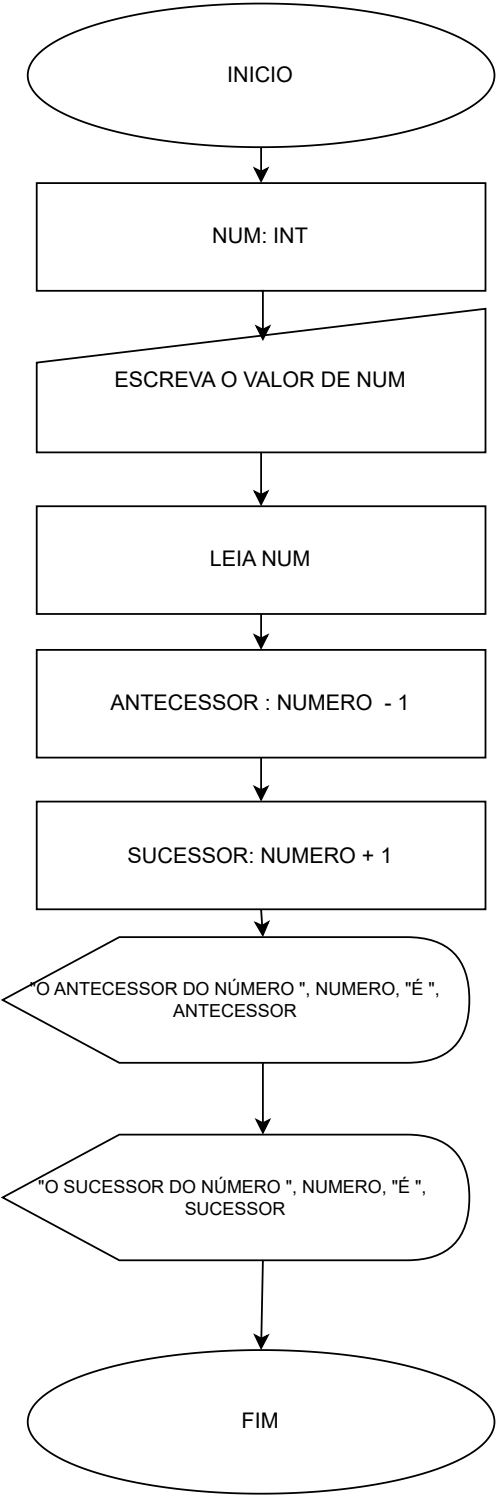 INICIO
NUM: INT
ESCREVA O VALOR DE NUM
LEIA NUM
ANTECESSOR : NUMERO  - 1
SUCESSOR: NUMERO + 1
"O ANTECESSOR DO NÚMERO ", NUMERO, "É ",
ANTECESSOR
"O SUCESSOR DO NÚMERO ", NUMERO, "É ",
SUCESSOR
FIM